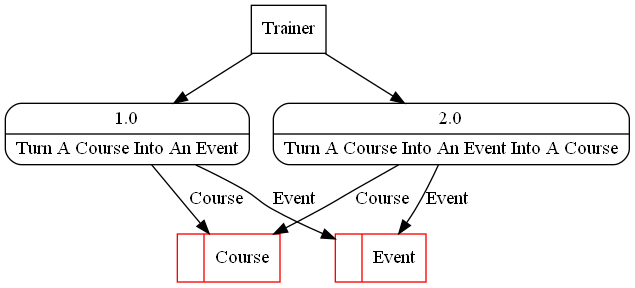 Trainer
1.0
2.0
Turn A Course Into An Event
Turn A Course Into An Event Into A Course
Course
Event
Course
Event
Course
Event